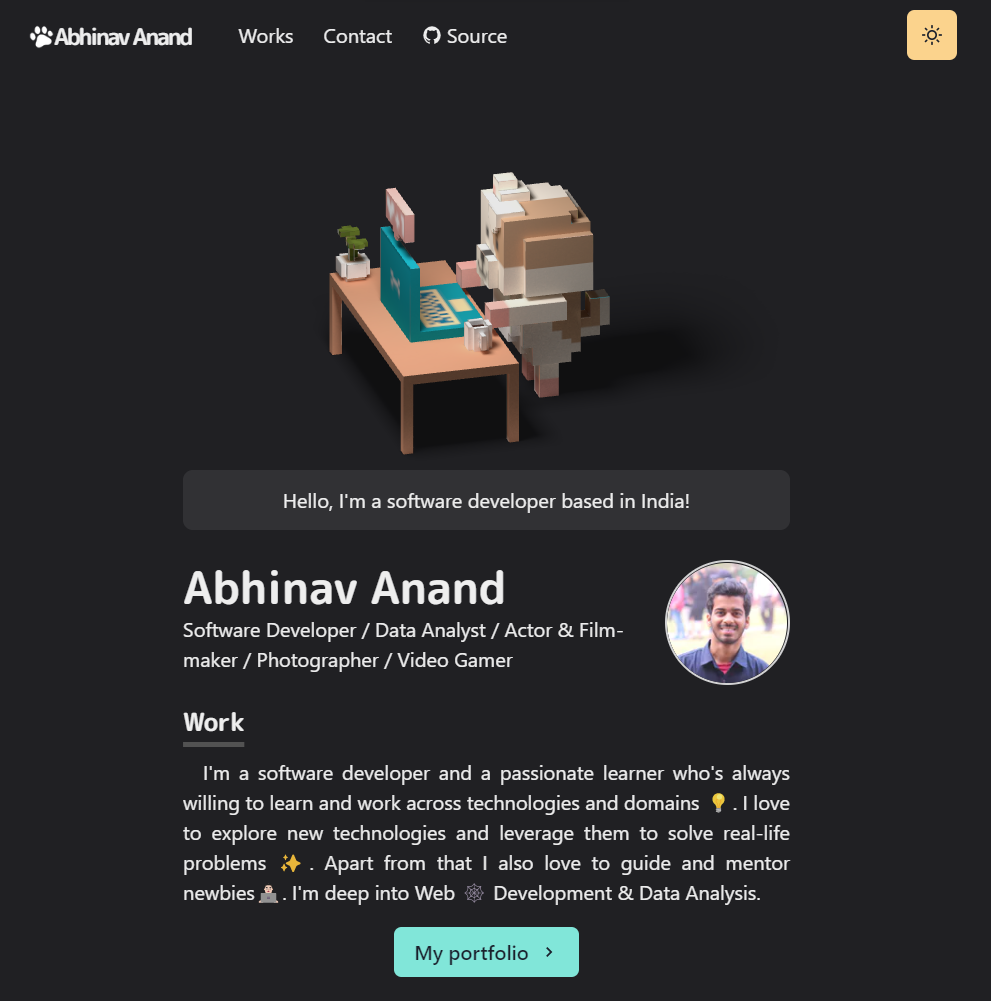 Abhinav Anand
Works
Contact
Source
Hello, I'm a software developer based in India!
Abhinav Anand
Software Developer / Data Analyst / Actor & Film-
maker / Photographer / Video Gamer
Work
I'm a software developer and a passionate learner who's always
willing to learn and work across technologies and domains 💡. I love
to explore new technologies and leverage them to solve real-life
problems ✨. Apart from that I also love to guide and mentor
newbies👨🏻‍💻. I'm deep into Web 🕸️ Development & Data Analysis.
My portfolio